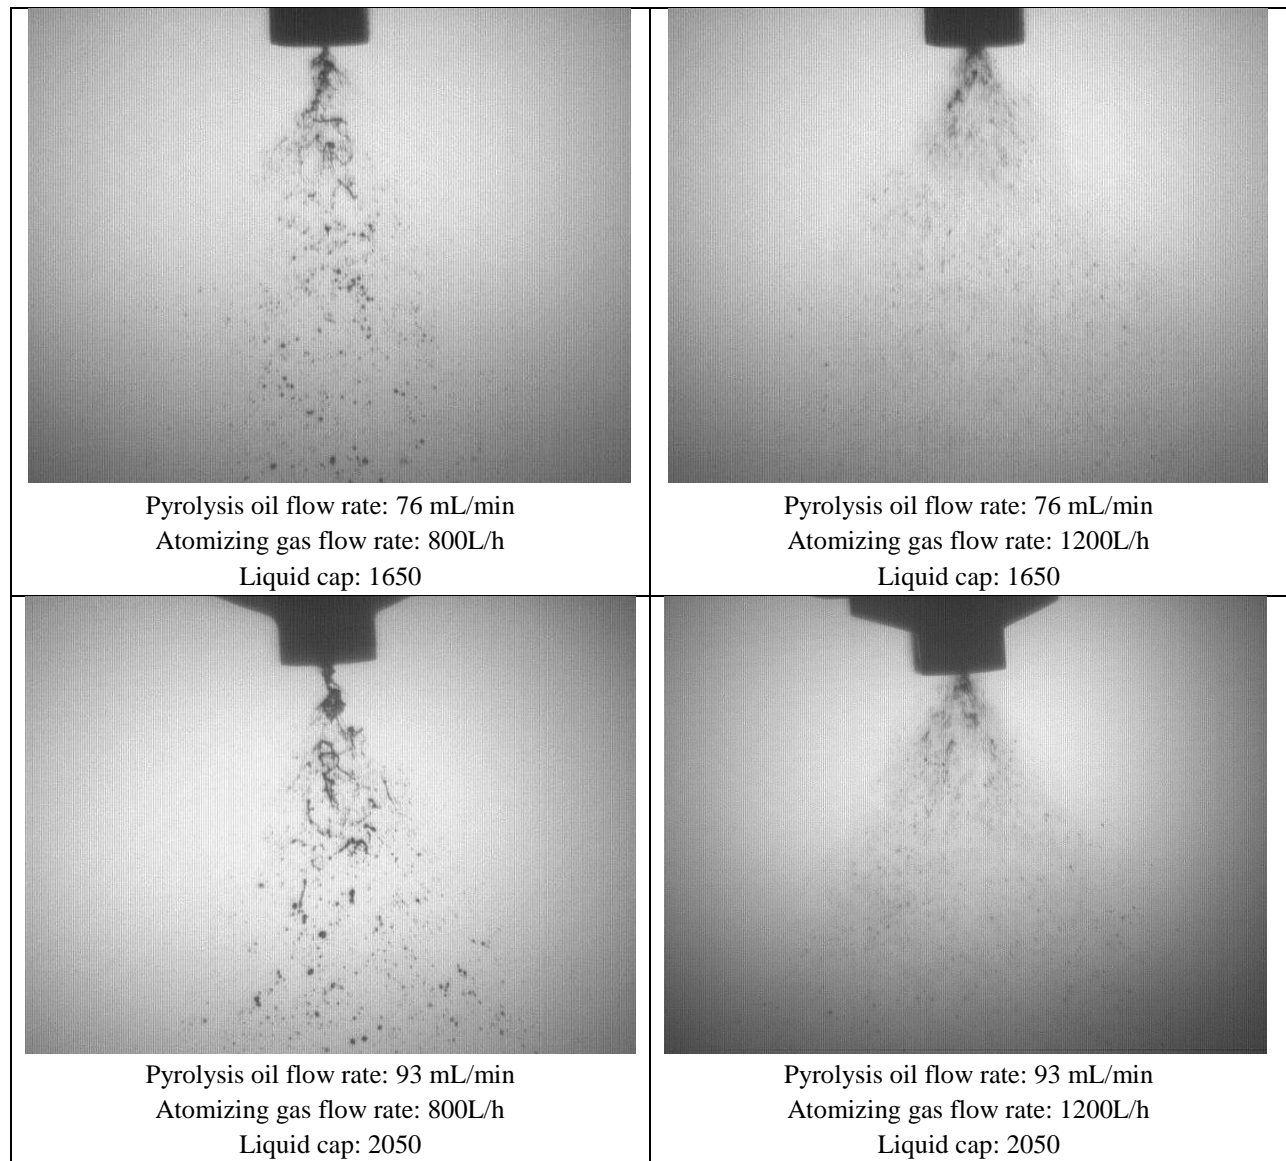 Pyrolysis oil flow rate: 76 mL/min
Atomizing gas flow rate: 800L/h
Liquid cap: 1650
Pyrolysis oil flow rate: 76 mL/min
Atomizing gas flow rate: 1200L/h
Liquid cap: 1650
Pyrolysis oil flow rate: 93 mL/min
Atomizing gas flow rate: 800L/h
Liquid cap: 2050
Pyrolysis oil flow rate: 93 mL/min
Atomizing gas flow rate: 1200L/h
Liquid cap: 2050